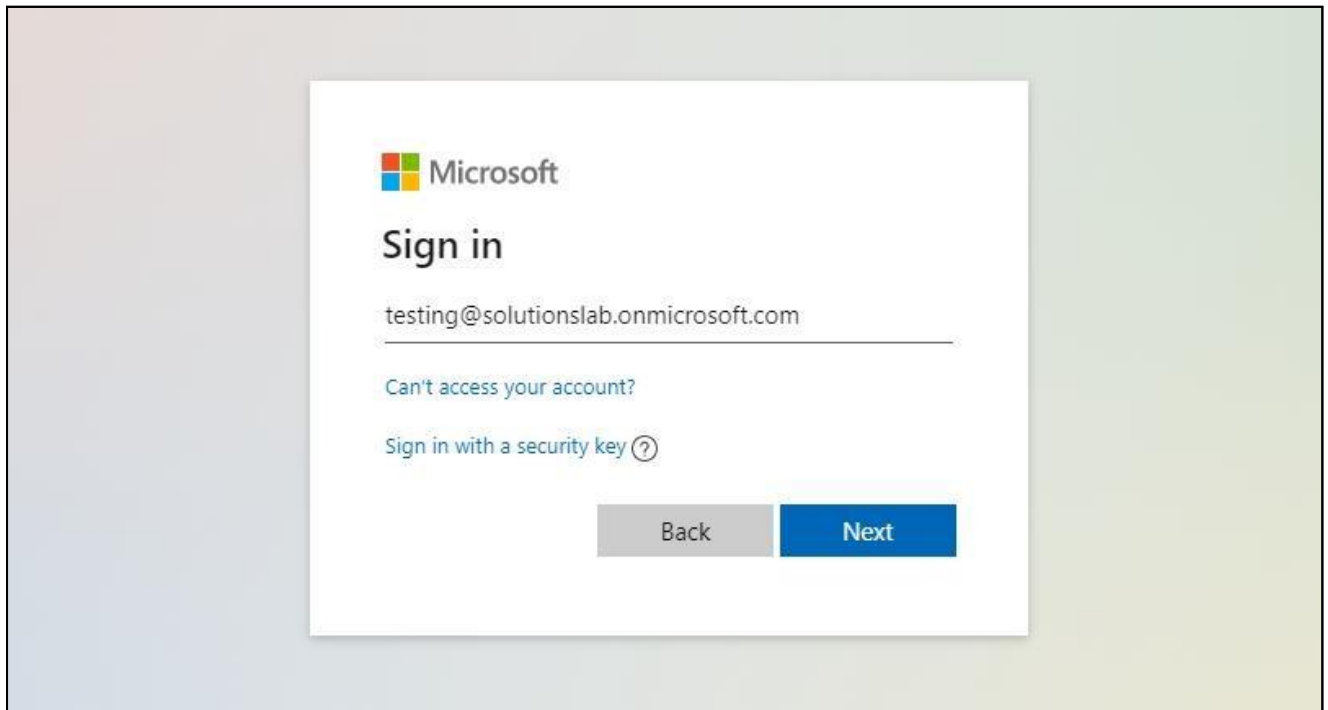 Microsoft
Sign in
testing@solutionslab.onmicrosoft.com
Can't access your account?
Sign in with a security key ?
Back Next